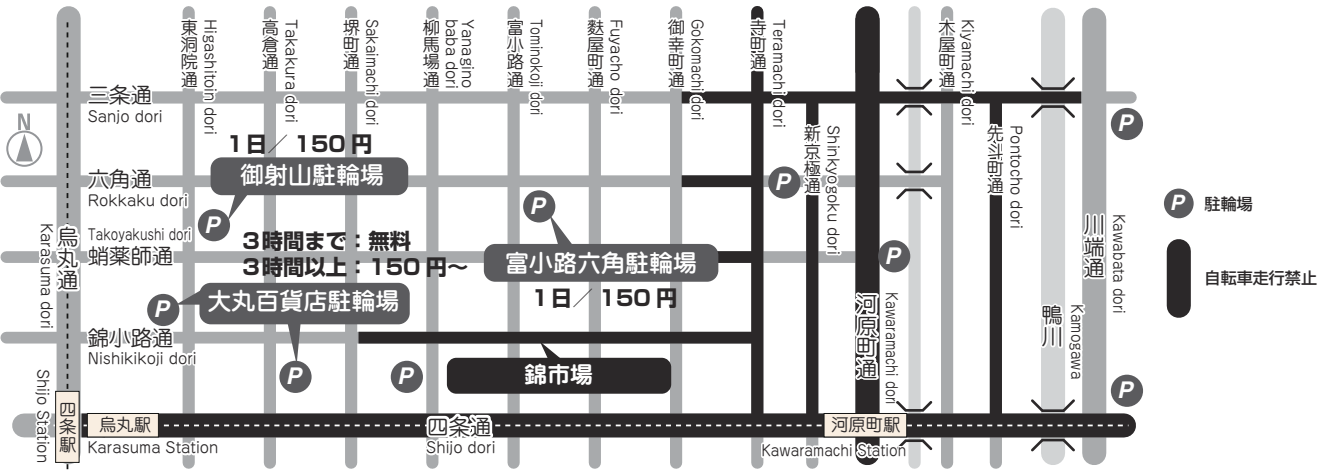 東洞院通
Higashitoin dori
高倉通
Takakura dori
堺町通
Sakaimachi dori
柳馬場通
Yanagino
baba dori
富小路通
Tominokoji dori
麩屋町通
Fuyacho dori
御幸町通
Gokomachi dori
寺町通
Teramachi dori
木屋町通
Kiyamachi dori
三条通
Sanjo dori
N
P
1日／150円
御射山駐輪場
新京極通
Shinkyogoku dori
先斗町通
Pontocho dori
六角通
Rokkaku dori
P
P
P
P
駐輪場
烏丸通
Karasuma dori
Takoyakushi dori
蛸薬師通
3時間まで：無料
3時間以上：150円〜
富小路六角駐輪場
1日／150円
P
川端通
Kawabata dori
自転車走行禁止
P
大丸百貨店駐輪場
河原町通
Kawaramachi dori
鴨川
Kamogawa
錦小路通
Nishikikoji dori
P
P
錦市場
P
四条駅
Shijo Station
烏丸駅
Karasuma Station
四条通
Shijo dori
河原町駅
Kawaramachi Station